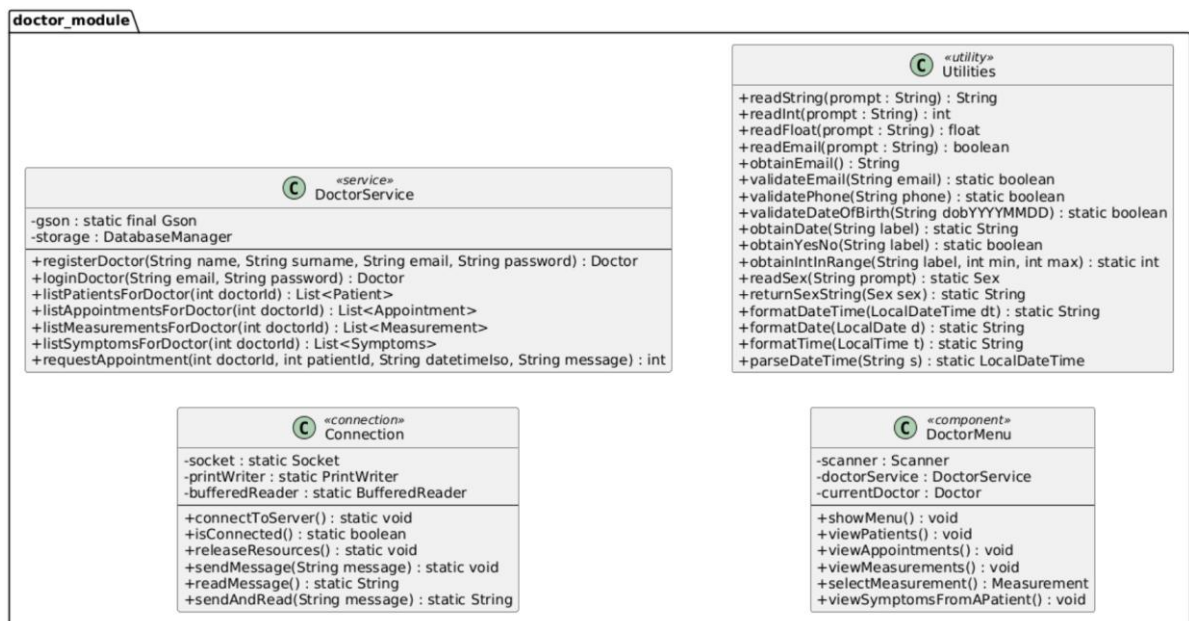 doctor_module
«service»
C DoctorService
-gson : static final Gson
-storage : DatabaseManager
+registerDoctor(String name, String surname, String email, String password) : Doctor
+loginDoctor(String email, String password) : Doctor
+listPatientsForDoctor(int doctorId) : List<Patient>
+listAppointmentsForDoctor(int doctorId) : List<Appointment>
+listMeasurementsForDoctor(int doctorId) : List<Measurement>
+listSymptomsForDoctor(int doctorId) : List<Symptoms>
+requestAppointment(int doctorId, int patientId, String datetimeIso, String message) : int
«utility»
C Utilities
+readString(prompt : String) : String
+readInt(prompt : String) : int
+readFloat(prompt : String) : float
+readEmail(prompt : String) : boolean
+obtainEmail() : String
+validateEmail(String email) : static boolean
+validatePhone(String phone) : static boolean
+validateDateOfBirth(String dobYYYYMMDD) : static boolean
+obtainDate(String label) : static String
+obtainYesNo(String label) : static boolean
+obtainIntInRange(String label, int min, int max) : static int
+readSex(String prompt) : static Sex
+returnSexString(Sex sex) : static String
+formatDateTime(LocalDateTime dt) : static String
+formatDate(LocalDate d) : static String
+formatTime(LocalTime t) : static String
+parseDateTime(String s) : static LocalDateTime
«connection»
C Connection
-socket : static Socket
-printWriter : static PrintWriter
-bufferedReader : static BufferedReader
+connectToServer() : static void
+isConnected() : static boolean
+releaseResources() : static void
+sendMessage(String message) : static void
+readMessage() : static String
+sendAndRead(String message) : static String
«component»
C DoctorMenu
-scanner : Scanner
-doctorService : DoctorService
-currentDoctor : Doctor
+showMenu() : void
+viewPatients() : void
+viewAppointments() : void
+viewMeasurements() : void
+selectMeasurement() : Measurement
+viewSymptomsFromAPatient() : void